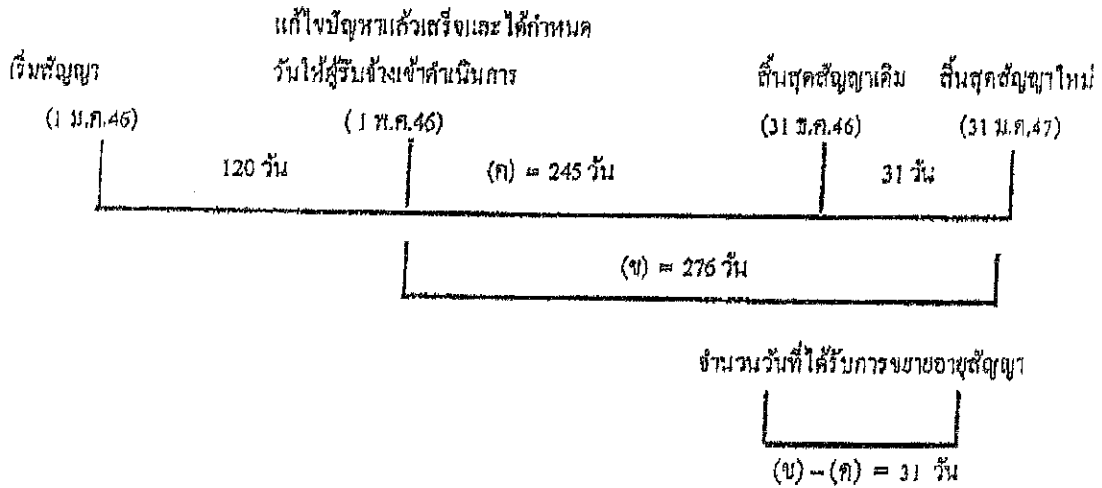 แก้ไขปัญหาแล้วเสร็จและได้กำหนด
เริ่มสัญญา
วันให้ผู้รับจ้างเข้าดำเนินการ
สิ้นสุดสัญญาเดิม
สิ้นสุดสัญญาใหม่
(1 ม.ค.46)
(1 พ.ค.46)
(31 ธ.ค.46)
(31 ม.ค.47)
120 วัน
(ค) = 245 วัน
31 วัน
(ข) = 276 วัน
จำนวนวันที่ได้รับการขยายอายุสัญญา
(ข) – (ค) = 31 วัน